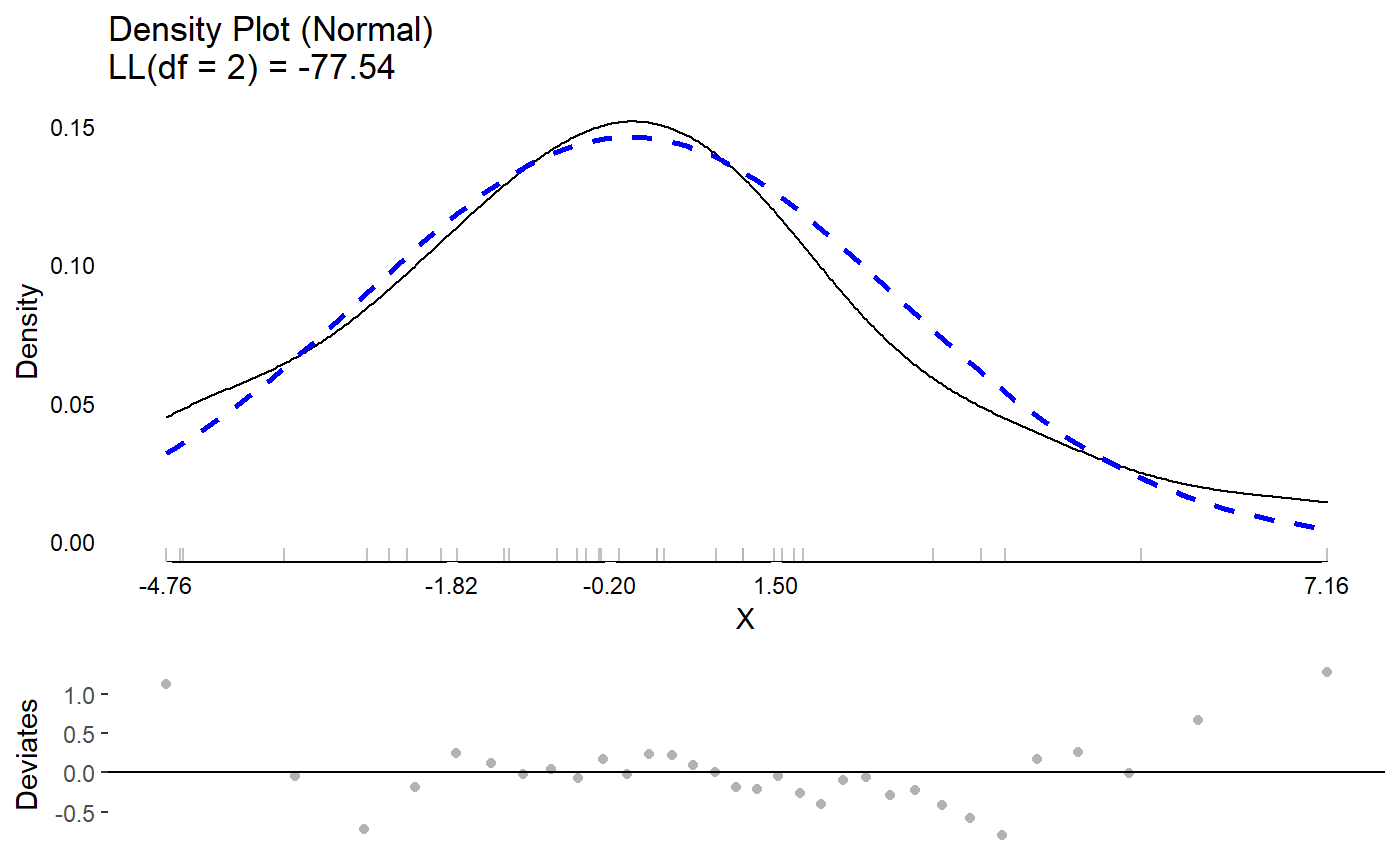 Density Plot (Normal)
LL(df = 2) = -77.54
Density
0.15
0.10
0.05
0.00
-4.76 -1.82 -0.20 1.50 7.16
X
Deviates
1.0
0.5
0.0
-0.5